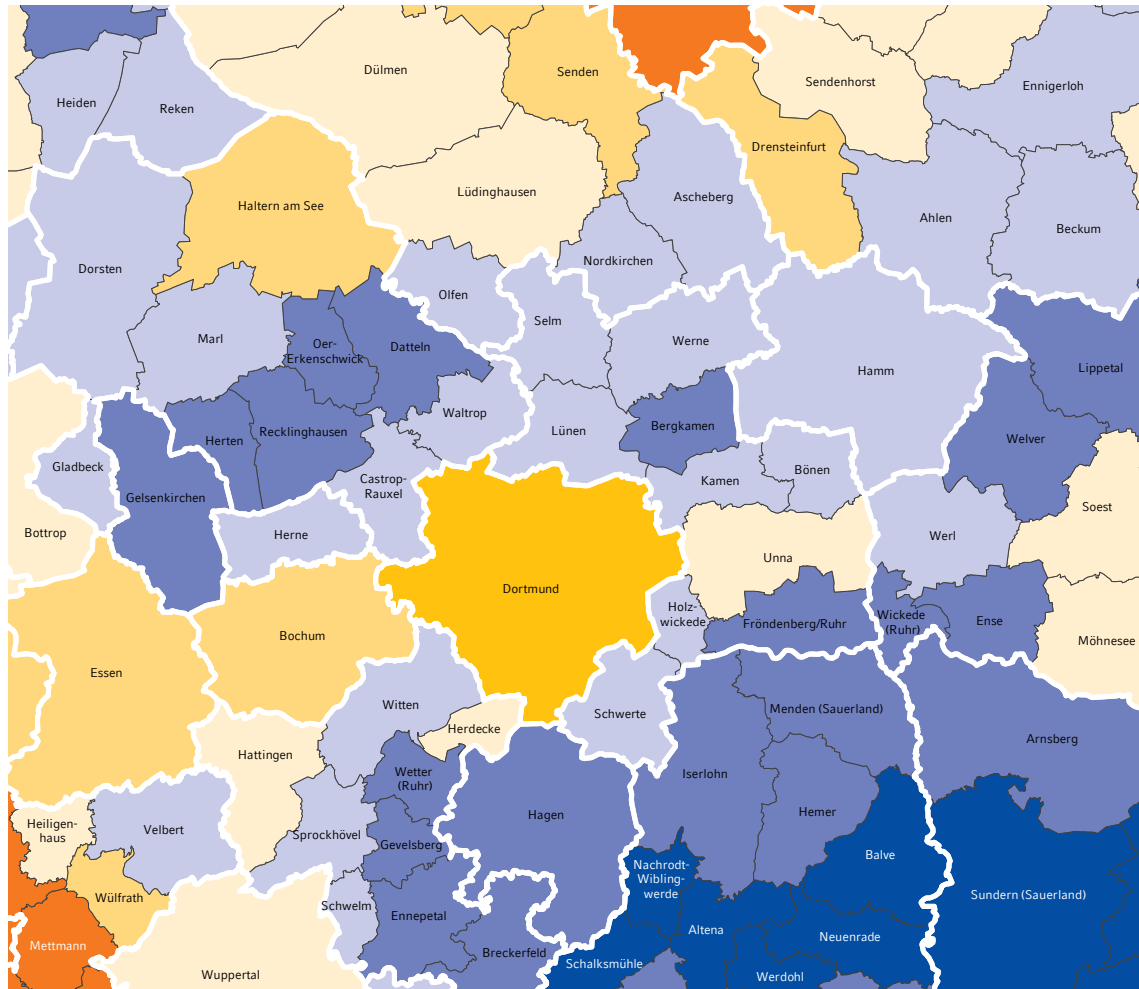 Dülmen
Senden
Sendenhorst
Ennigerloh
Heiden
Reken
Drensteinfurt
Lüdinghausen
Ascheberg
Haltern am See
Ahlen
Beckum
Nordkirchen
Dorsten
Olfen
Selm
Marl
Oer-
Erkenschwick
Datteln
Werne
Hamm
Lippetal
Waltrop
Lünen
Bergkamen
Welver
Herten
Recklinghausen
Gladbeck
Gelsenkirchen
Castrop-
Rauxel
Kamen
Bönen
Soest
Bottrop
Herne
Werl
Unna
Dortmund
Holz-
wickede
Fröndenberg/Ruhr
Wickede
(Ruhr)
Ense
Möhnesee
Bochum
Essen
Witten
Schwerte
Menden (Sauerland)
Herdecke
Arnsberg
Hattingen
Wetter
(Ruhr)
Iserlohn
Hagen
Hemer
Heiligen-
haus
Velbert
Sprockhövel
Gevelsberg
Balve
Nachrodt-
Wibling-
werde
Sundern (Sauerland)
Wülfrath
Schwelm
Ennepetal
Altena
Neuenrade
Mettmann
Breckerfeld
Schalksmühle
Wuppertal
Werdohl